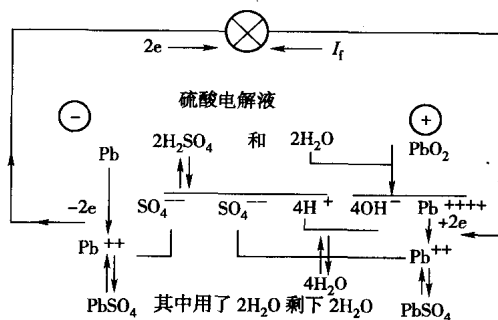 2e I_f
硫酸电解液
− +
2H₂SO₄ 和 2H₂O PbO₂
Pb
SO₄⁻⁻ SO₄⁻⁻ 4H⁺ 4OH⁻ Pb⁺⁺⁺⁺
−2e +2e
Pb⁺⁺ Pb⁺⁺
4H₂O
PbSO₄ 其中用了 2H₂O 剩下 2H₂O PbSO₄